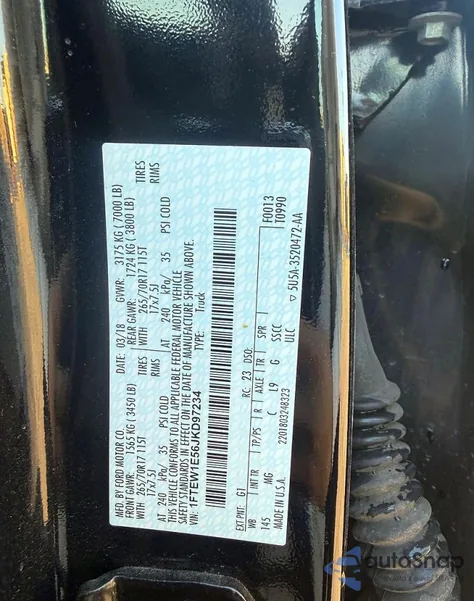 MFD. BY FORD MOTOR CO.
DATE: 03/18 GVWR: 3175 KG ( 7000 LB)
FRONT GAWR: 1565 KG ( 3450 LB) REAR GAWR: 1724 KG ( 3800 LB)
WITH 265/70R17 115T WITH 265/70R17 115T TIRES
17x7.5J 17x7.5J RIMS
AT 240 kPa/ 35 PSI COLD AT 240 kPa/ 35 PSI COLD
THIS VEHICLE CONFORMS TO ALL APPLICABLE FEDERAL MOTOR VEHICLE
SAFETY STANDARDS IN EFFECT ON THE DATE OF MANUFACTURE SHOWN ABOVE.
VIN: 1FTEW1E56JKD97234 TYPE: Truck
F0013
T0990
EXT PNT: G1 RC: 23 DSO:
WB INT TR TP/PS R AXLE TR SPR
145 MG C L9 G SSCC
ULC
MADE IN U.S.A. 2201803248323
▽ 5U5A-3520472-AA
TIRES
RIMS
autoSnap